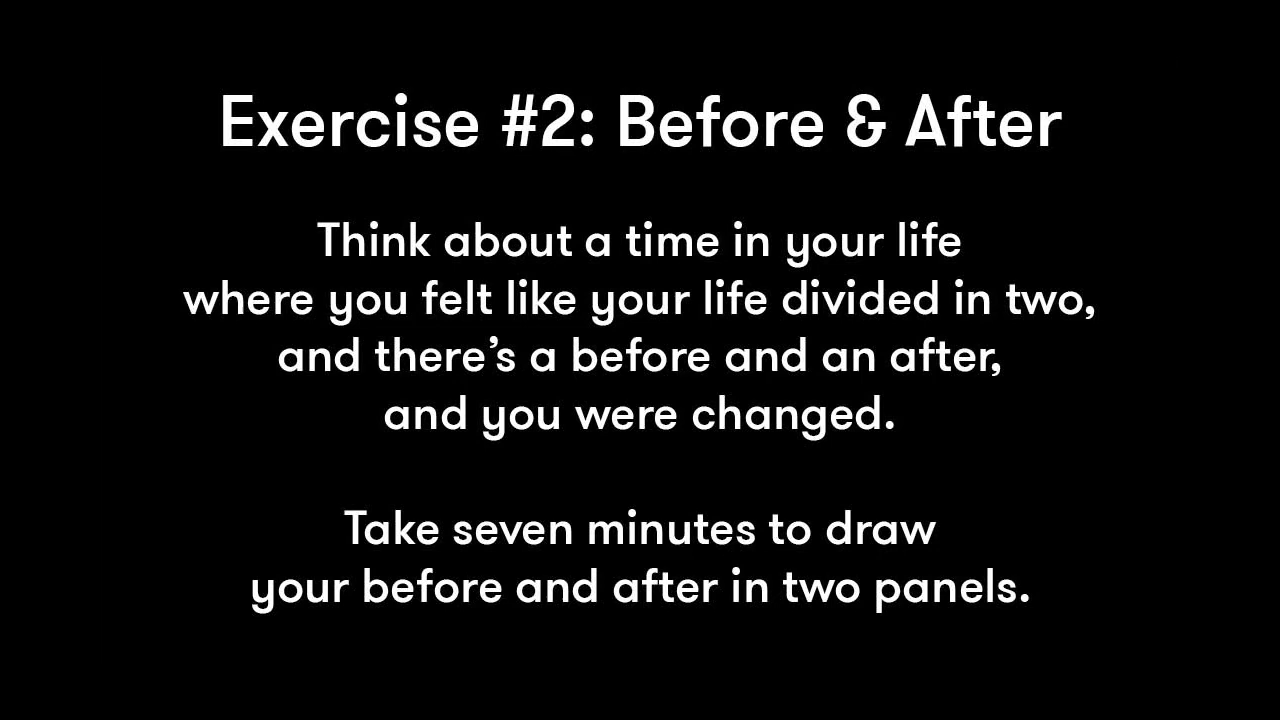 Exercise #2: Before & After
Think about a time in your life
where you felt like your life divided in two,
and there’s a before and an after,
and you were changed.
Take seven minutes to draw
your before and after in two panels.